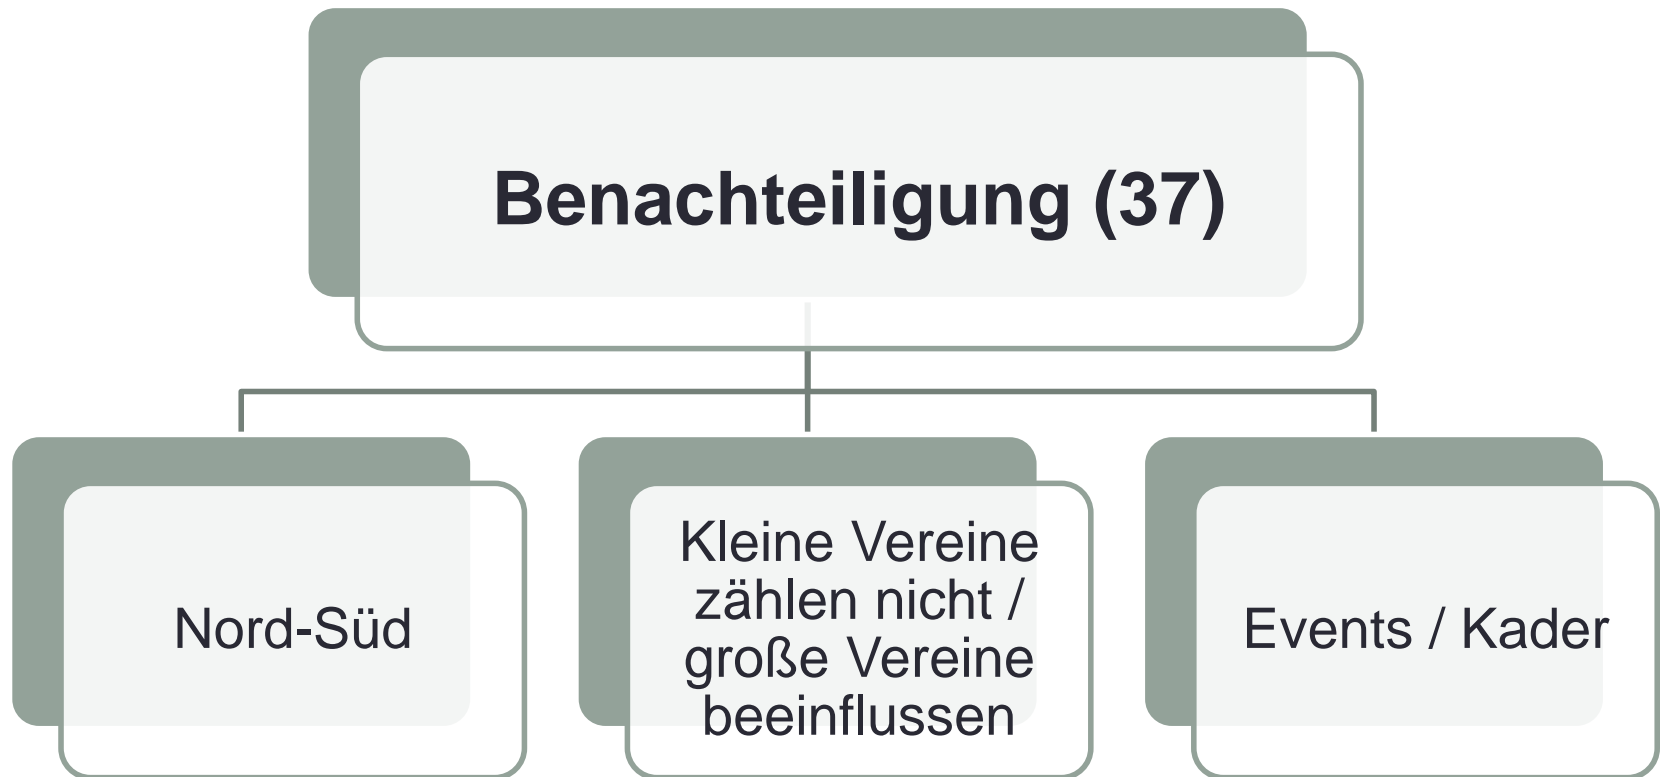 Benachteiligung (37)
Nord-Süd
Kleine Vereine
zählen nicht /
große Vereine
beeinflussen
Events / Kader